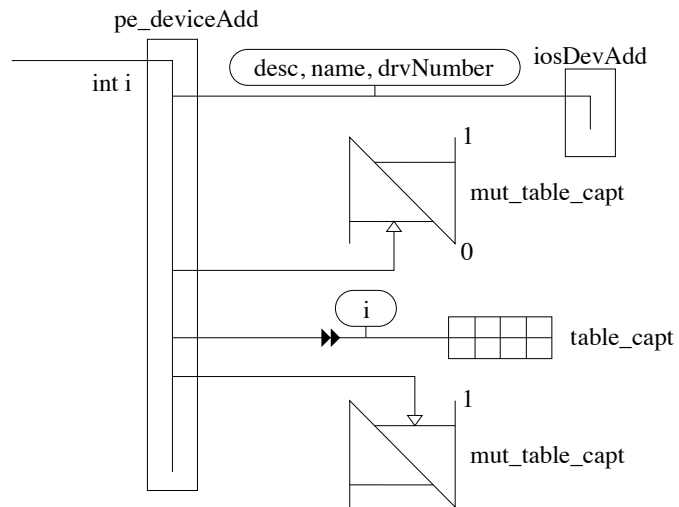 pe_deviceAdd
desc, name, drvNumber
iosDevAdd
int i
1
mut_table_capt
0
i
table_capt
1
mut_table_capt